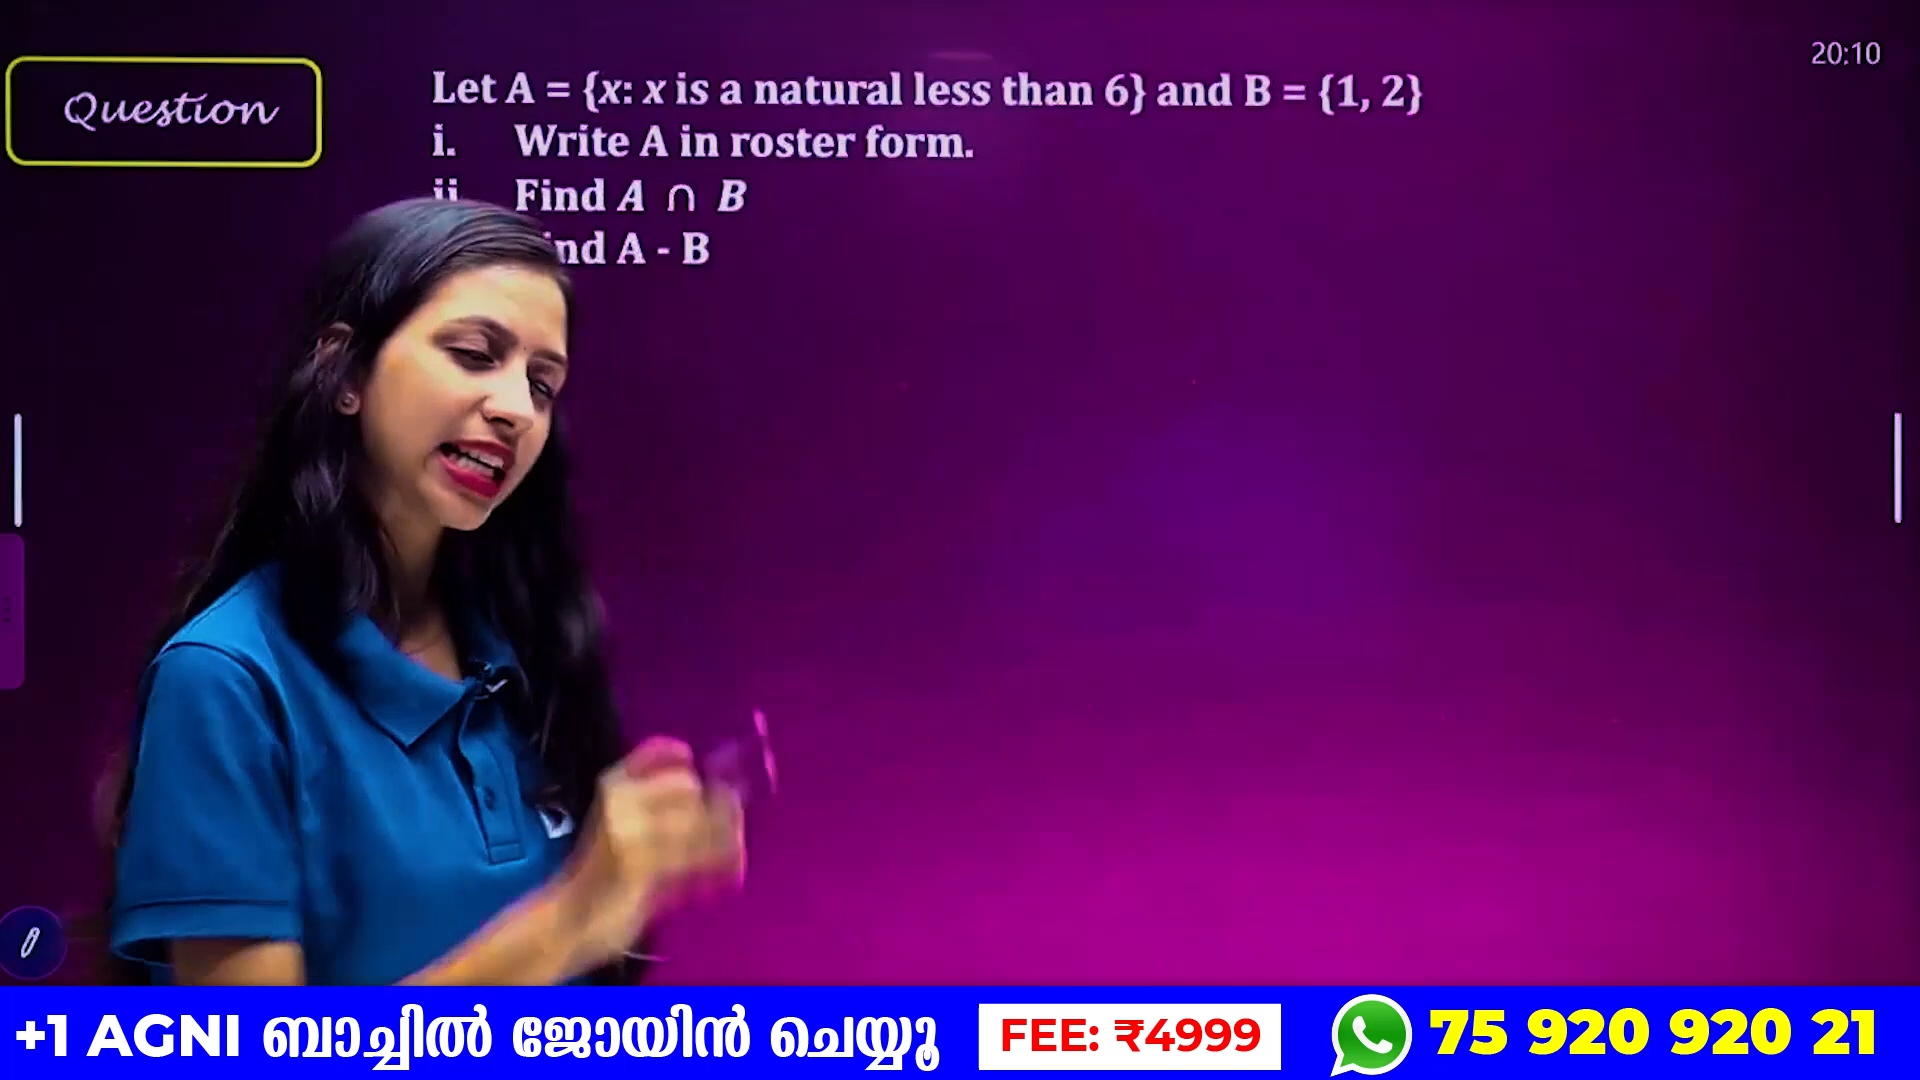 20:10
Question
Let A = {x: x is a natural less than 6} and B = {1, 2}
i. Write A in roster form.
Find A ∩ B
A - B
+1 AGNI ബാച്ചിൽ ജോയിൻ ചെയ്യൂ
FEE: ₹4999
75 920 920 21